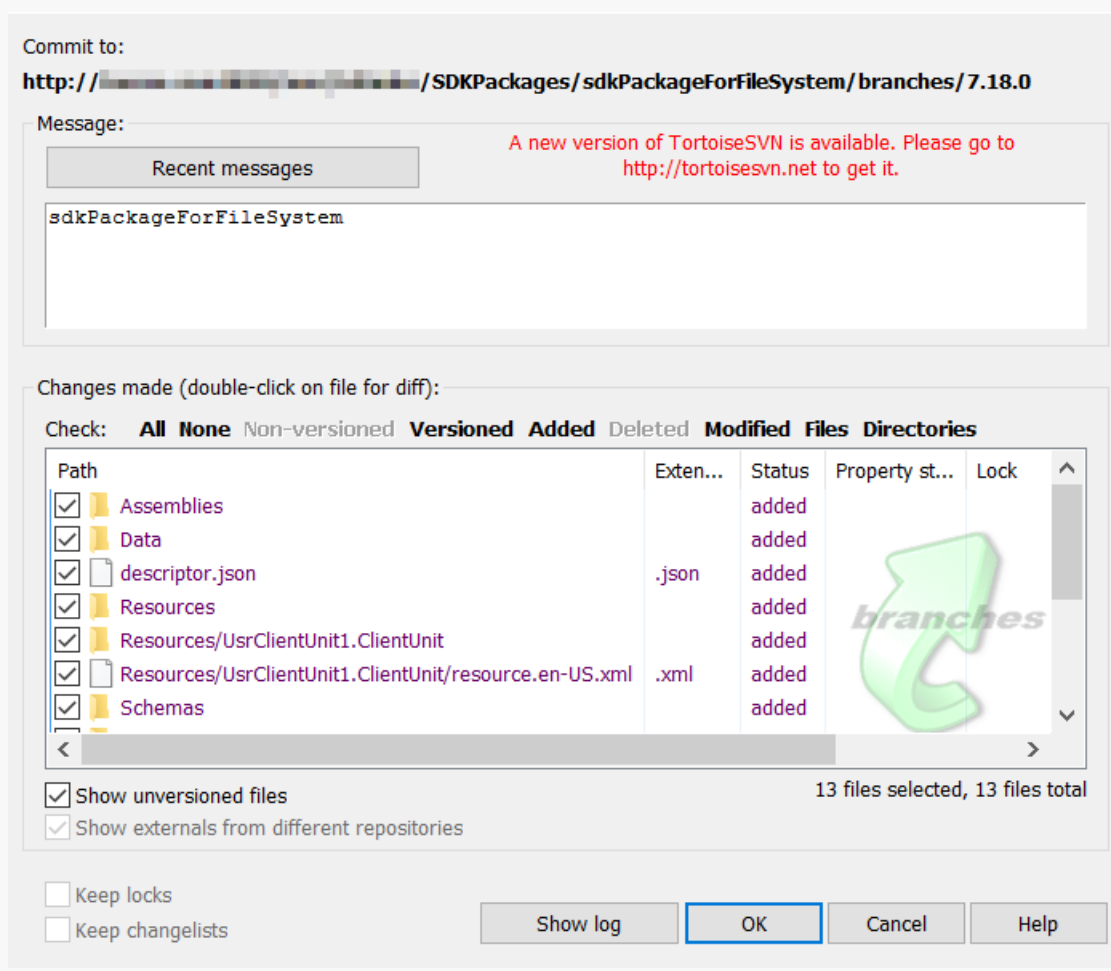 Commit to:
http:// /SDKPackages/sdkPackageForFileSystem/branches/7.18.0
Message:
Recent messages
A new version of TortoiseSVN is available. Please go to
http://tortoisesvn.net to get it.
sdkPackageForFileSystem
Changes made (double-click on file for diff):
Check: All None Non-versioned Versioned Added Deleted Modified Files Directories
Path Exten... Status Property st... Lock
Assemblies added
Data added
descriptor.json .json added
Resources added
Resources/UsrClientUnit1.ClientUnit added
Resources/UsrClientUnit1.ClientUnit/resource.en-US.xml .xml added
Schemas added
branches
Show unversioned files
13 files selected, 13 files total
Show externals from different repositories
Keep locks
Keep changelists
Show log OK Cancel Help